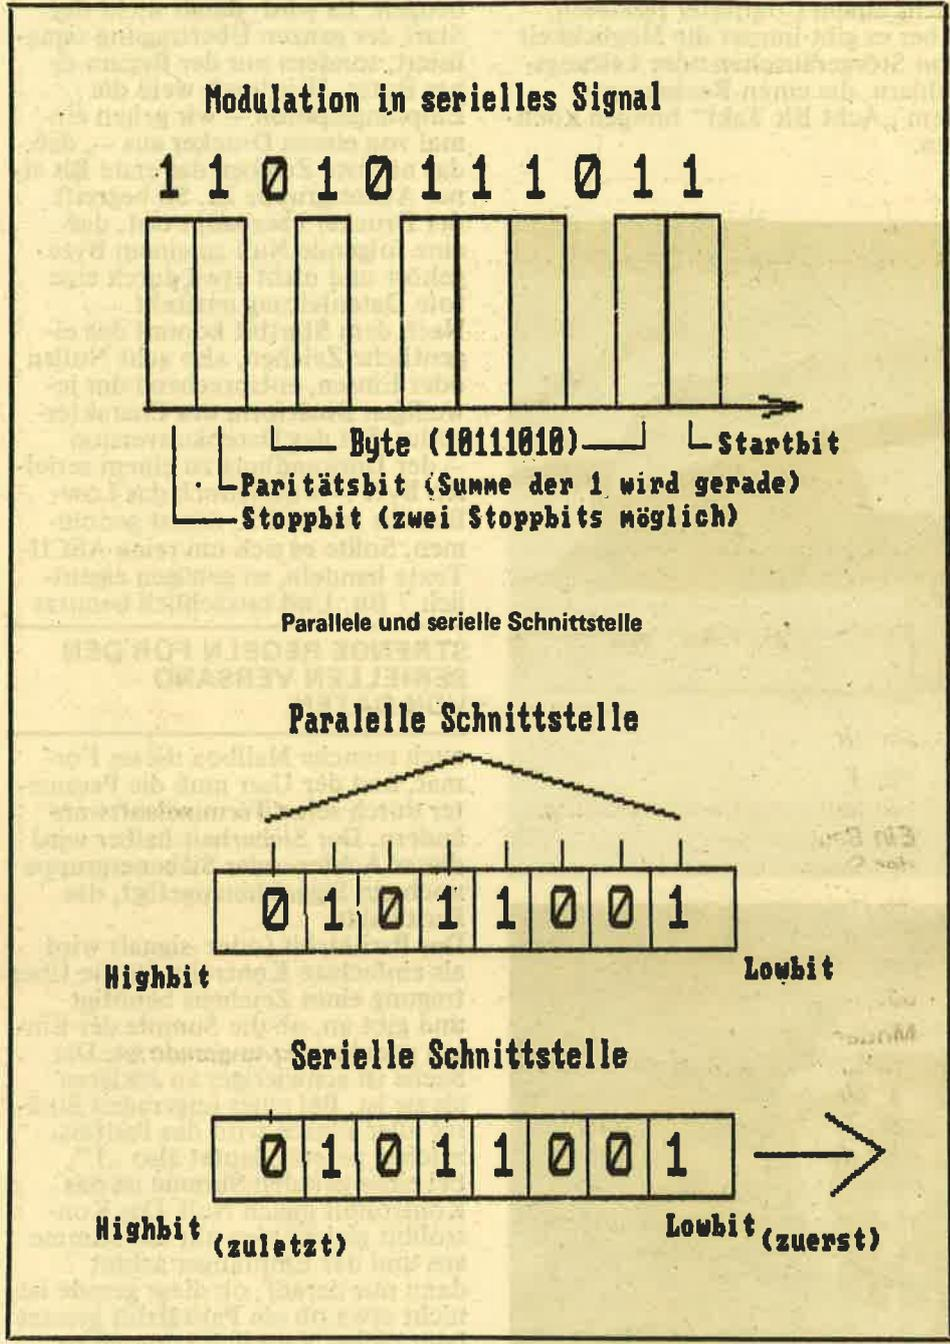 Modulation in serielles Signal
1 1 0 1 0 1 1 1 0 1 1
Byte (10111010) Startbit
Paritätsbit (Summe der 1 wird gerade)
Stoppbit (zwei Stoppbits möglich)
Parallele und serielle Schnittstelle
Paralelle Schnittstelle
0 1 0 1 1 0 0 1
Highbit Lowbit
Serielle Schnittstelle
0 1 0 1 1 0 0 1
Highbit (zuletzt) Lowbit (zuerst)